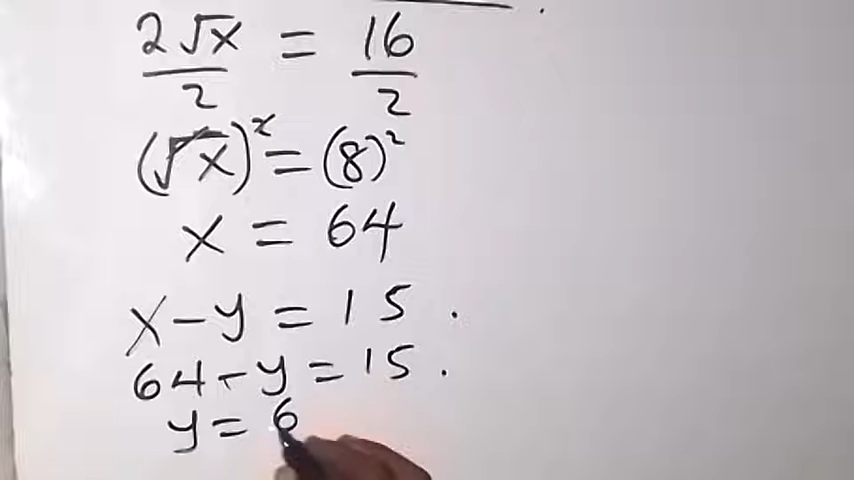 2√x/2 = 16/2
(√x)² = (8)²
x = 64
x - y = 15.
64 - y = 15.
y = 6